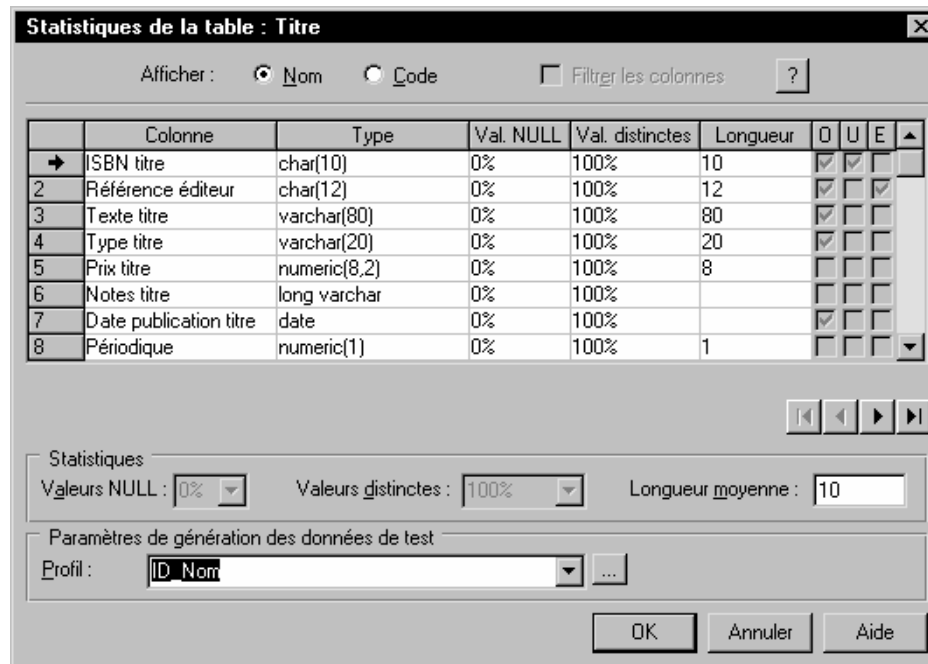 Statistiques de la table : Titre
Afficher : Nom Code Filtrer les colonnes ?
Colonne Type Val. NULL Val. distinctes Longueur O U E
ISBN titre char(10) 0% 100% 10
2 Référence éditeur char(12) 0% 100% 12
3 Texte titre varchar(80) 0% 100% 80
4 Type titre varchar(20) 0% 100% 20
5 Prix titre numeric(8,2) 0% 100% 8
6 Notes titre long varchar 0% 100%
7 Date publication titre date 0% 100%
8 Périodique numeric(1) 0% 100% 1
Statistiques
Valeurs NULL : 0% Valeurs distinctes : 100% Longueur moyenne : 10
Paramètres de génération des données de test
Profil : ID_Nom ...
OK Annuler Aide